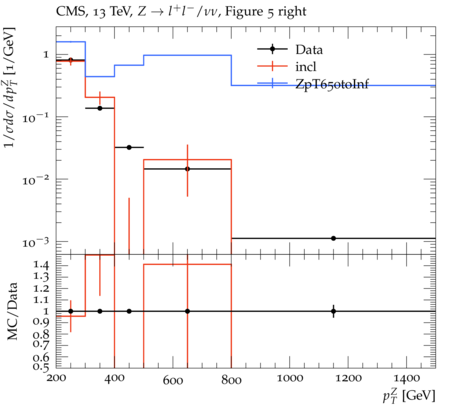 CMS, 13 TeV, Z → l⁺l⁻/νν, Figure 5 right
1/σdσ/dp_T^Z [1/GeV]
1
10⁻¹
10⁻²
10⁻³
Data
incl
ZpT650toInf
MC/Data
1.4
1.3
1.2
1.1
1
0.9
0.8
0.7
0.6
0.5
200 400 600 800 1000 1200 1400
p_T^Z [GeV]